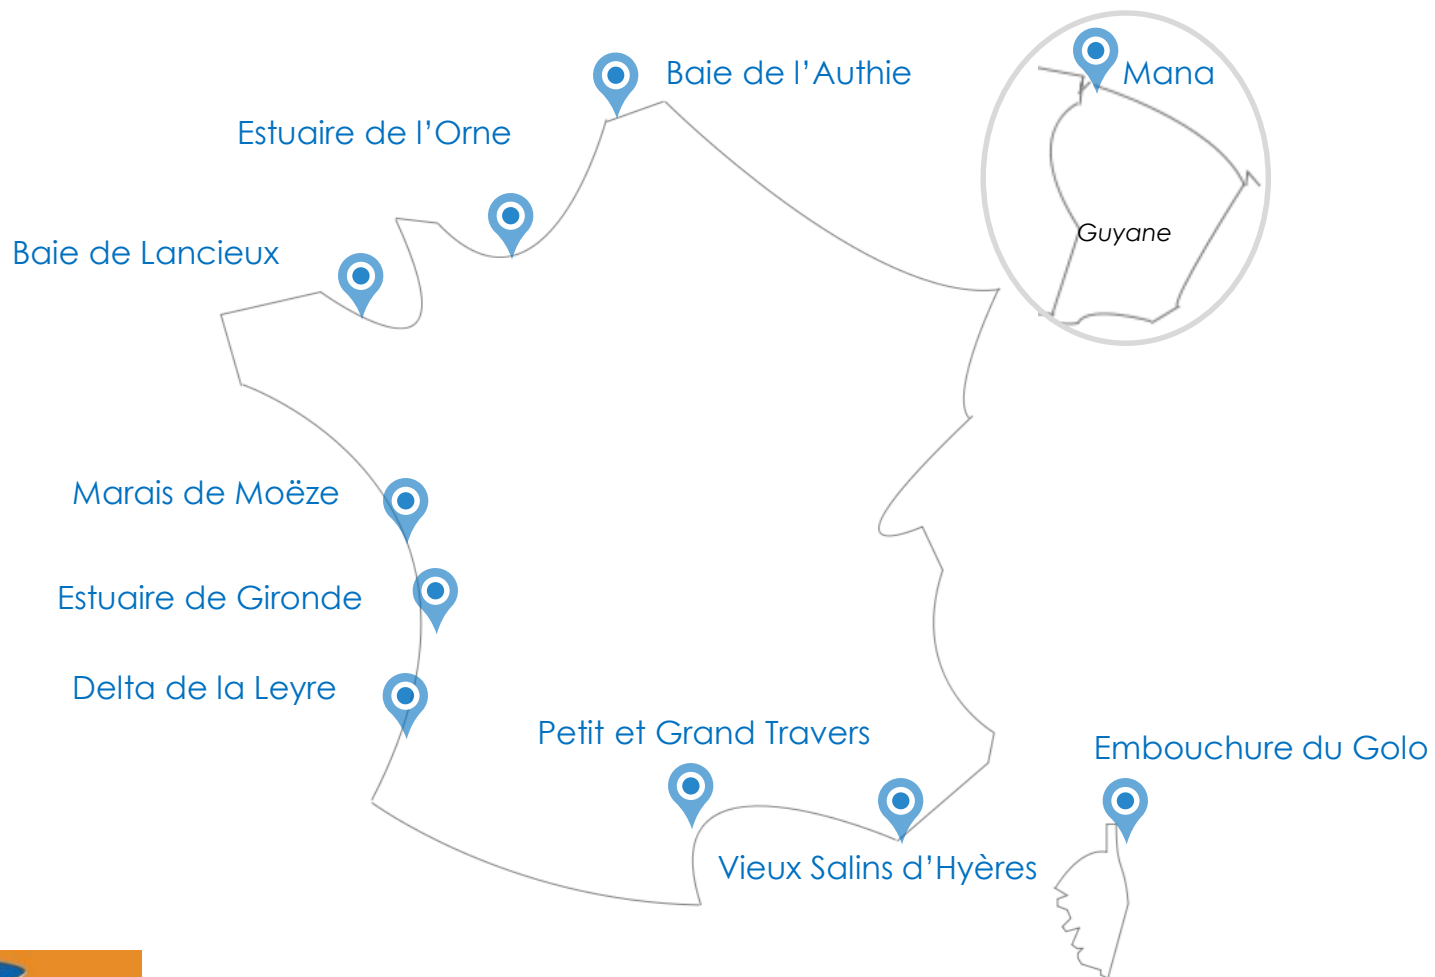 Baie de l’Authie
Mana
Estuaire de l’Orne
Guyane
Baie de Lancieux
Marais de Moëze
Estuaire de Gironde
Delta de la Leyre
Petit et Grand Travers
Embouchure du Golo
Vieux Salins d’Hyères